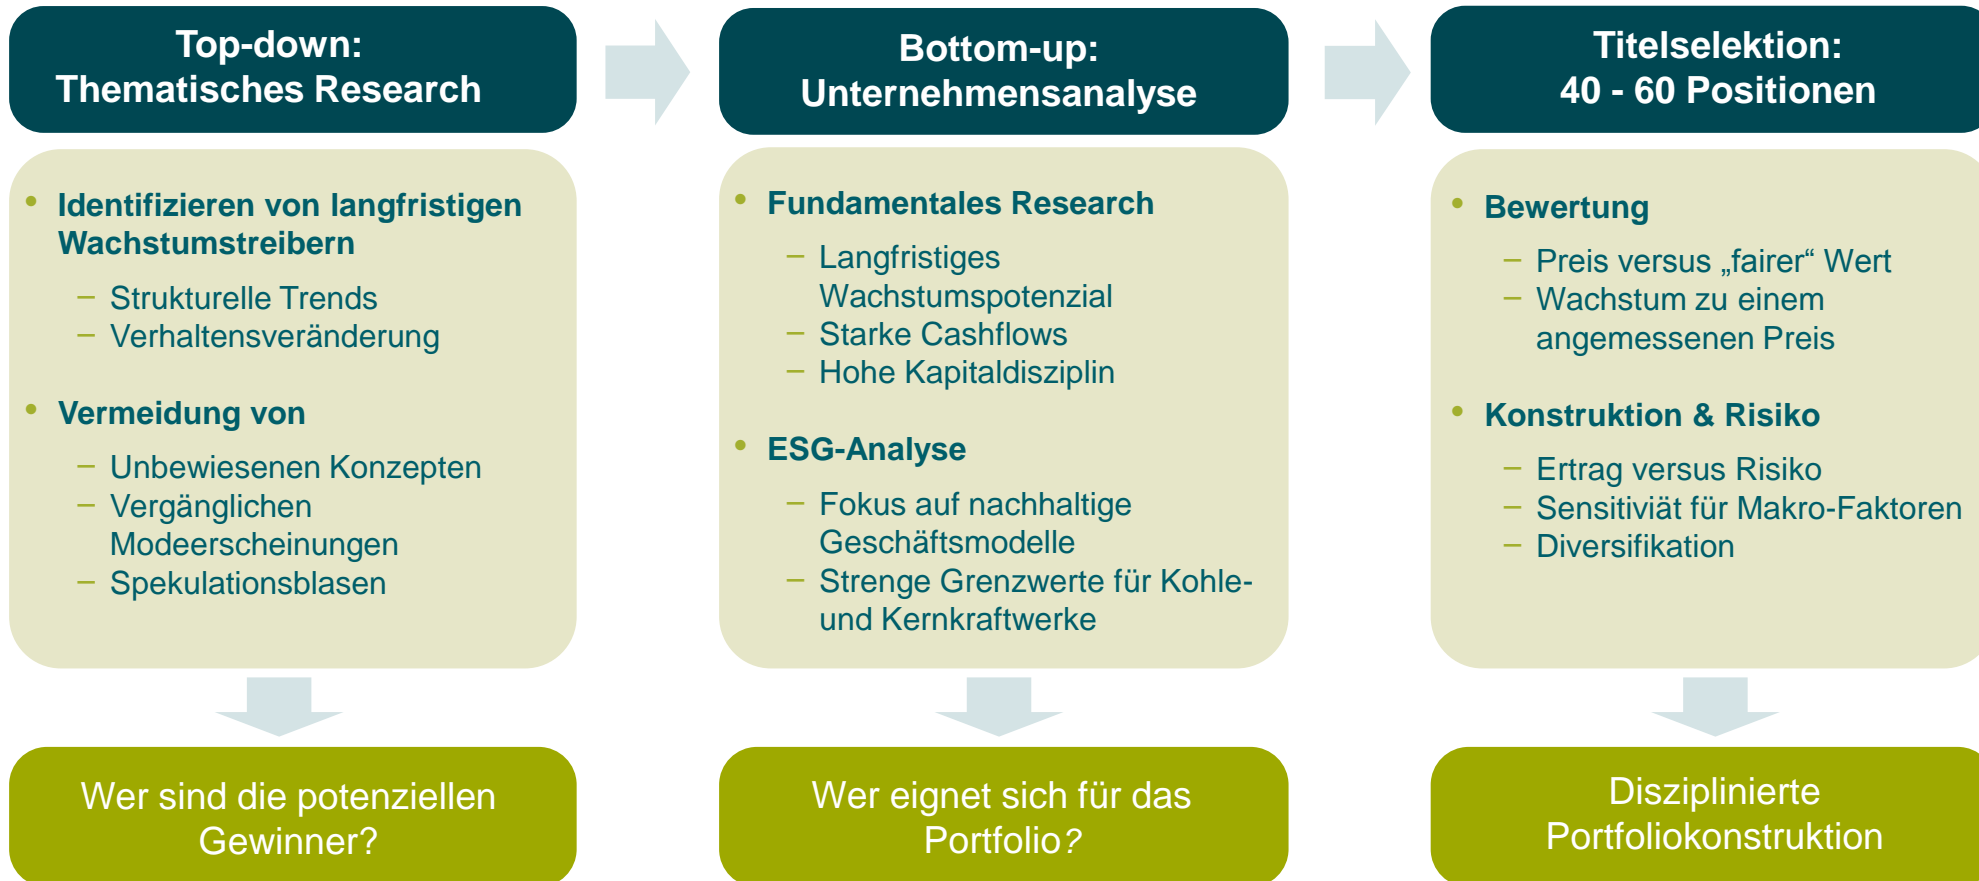 Top-down:
Thematisches Research
• Identifizieren von langfristigen
Wachstumstreibern
– Strukturelle Trends
– Verhaltensveränderung
• Vermeidung von
– Unbewiesenen Konzepten
– Vergänglichen
Modeerscheinungen
– Spekulationsblasen
Wer sind die potenziellen
Gewinner?
Bottom-up:
Unternehmensanalyse
• Fundamentales Research
– Langfristiges
Wachstumspotenzial
– Starke Cashflows
– Hohe Kapitaldisziplin
• ESG-Analyse
– Fokus auf nachhaltige
Geschäftsmodelle
– Strenge Grenzwerte für Kohle-
und Kernkraftwerke
Wer eignet sich für das
Portfolio?
Titelselektion:
40 - 60 Positionen
• Bewertung
– Preis versus „fairer“ Wert
– Wachstum zu einem
angemessenen Preis
• Konstruktion & Risiko
– Ertrag versus Risiko
– Sensitiviät für Makro-Faktoren
– Diversifikation
Disziplinierte
Portfoliokonstruktion